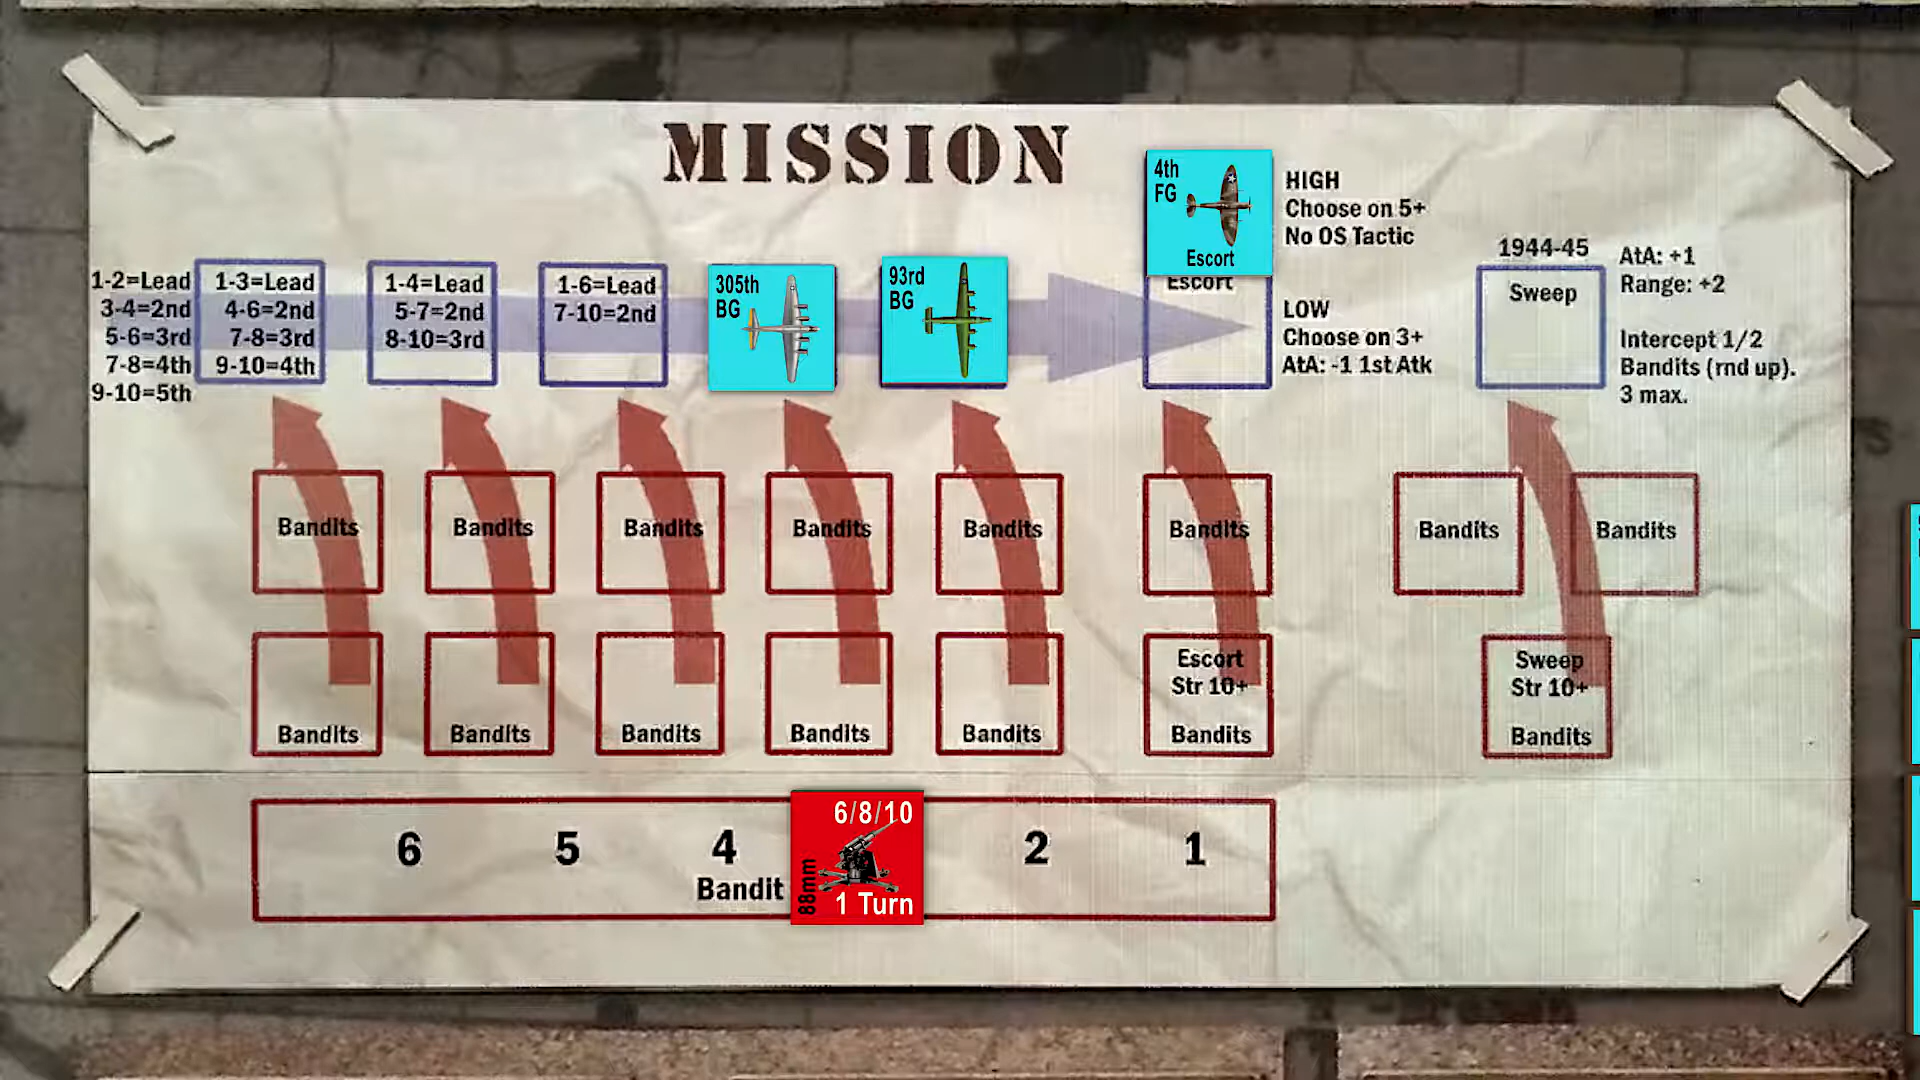 MISSION
4th
FG
Escort
HIGH
Choose on 5+
No OS Tactic
1-2=Lead
3-4=2nd
5-6=3rd
7-8=4th
9-10=5th
1-3=Lead
4-6=2nd
7-8=3rd
9-10=4th
1-4=Lead
5-7=2nd
8-10=3rd
1-6=Lead
7-10=2nd
305th
BG
93rd
BG
Escort
LOW
Choose on 3+
AtA: -1 1st Atk
1944-45
Sweep
AtA: +1
Range: +2
Intercept 1/2
Bandits (rnd up).
3 max.
Bandits
Bandits
Bandits
Bandits
Bandits
Bandits
Bandits
Bandits
Bandits
Bandits
Bandits
Bandits
Bandits
Escort
Str 10+
Bandits
Sweep
Str 10+
Bandits
6
5
4
Bandit
6/8/10
88mm
1 Turn
2
1